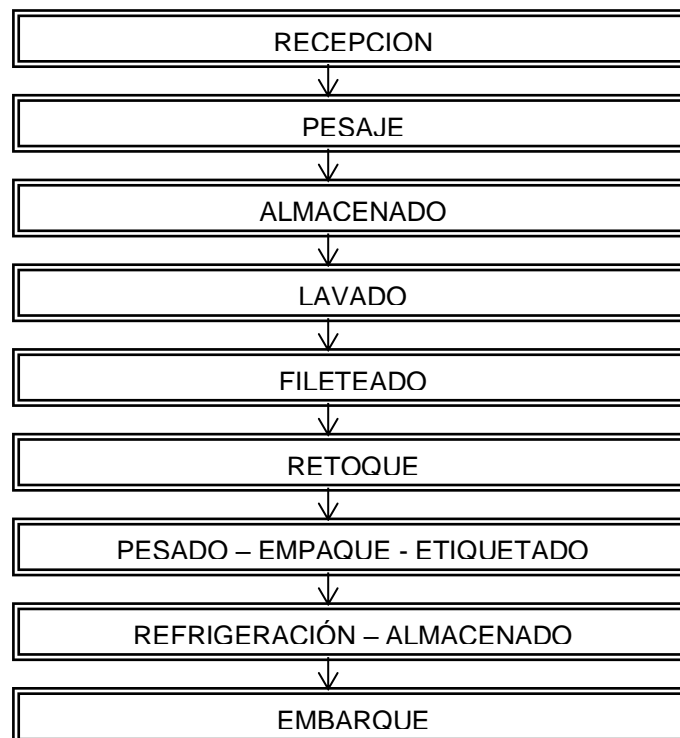 RECEPCION
PESAJE
ALMACENADO
LAVADO
FILETEADO
RETOQUE
PESADO – EMPAQUE - ETIQUETADO
REFRIGERACIÓN – ALMACENADO
EMBARQUE